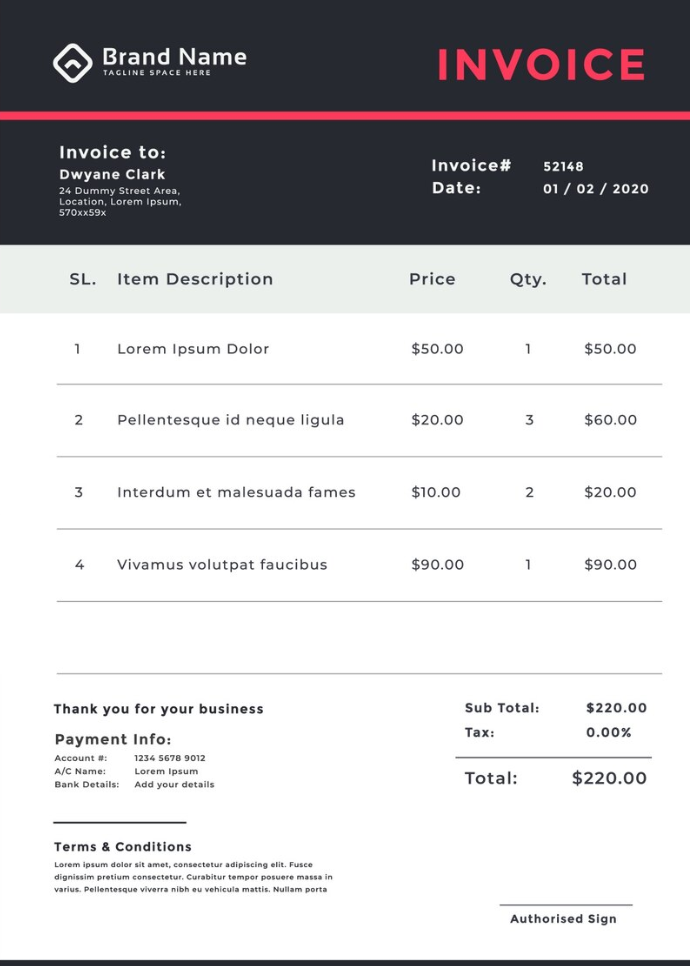 Brand Name
TAGLINE SPACE HERE
INVOICE
Invoice to:
Dwyane Clark
24 Dummy Street Area,
Location, Lorem Ipsum,
570xx59x
Invoice# 52148
Date: 01 / 02 / 2020
SL. Item Description Price Qty. Total
1 Lorem Ipsum Dolor $50.00 1 $50.00
2 Pellentesque id neque ligula $20.00 3 $60.00
3 Interdum et malesuada fames $10.00 2 $20.00
4 Vivamus volutpat faucibus $90.00 1 $90.00
Thank you for your business
Payment Info:
Account #: 1234 5678 9012
A/C Name: Lorem Ipsum
Bank Details: Add your details
Sub Total: $220.00
Tax: 0.00%
Total: $220.00
Terms & Conditions
Lorem ipsum dolor sit amet, consectetur adipiscing elit. Fusce
dignissim pretium consectetur. Curabitur tempor posuere massa in
varius. Pellentesque viverra nibh eu vehicula mattis. Nullam porta
Authorised Sign